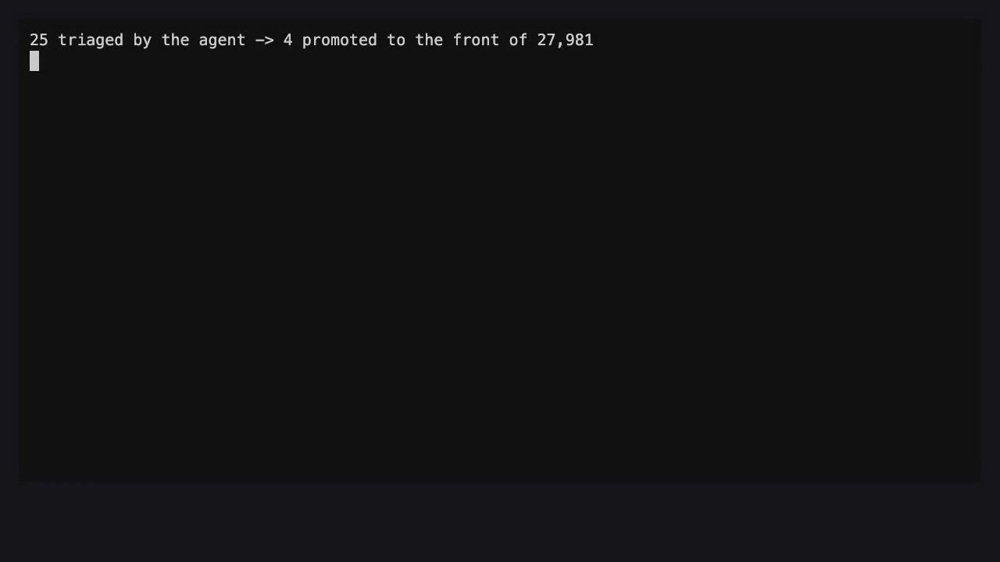 25 triaged by the agent —> 4 promoted to the front of 27,981